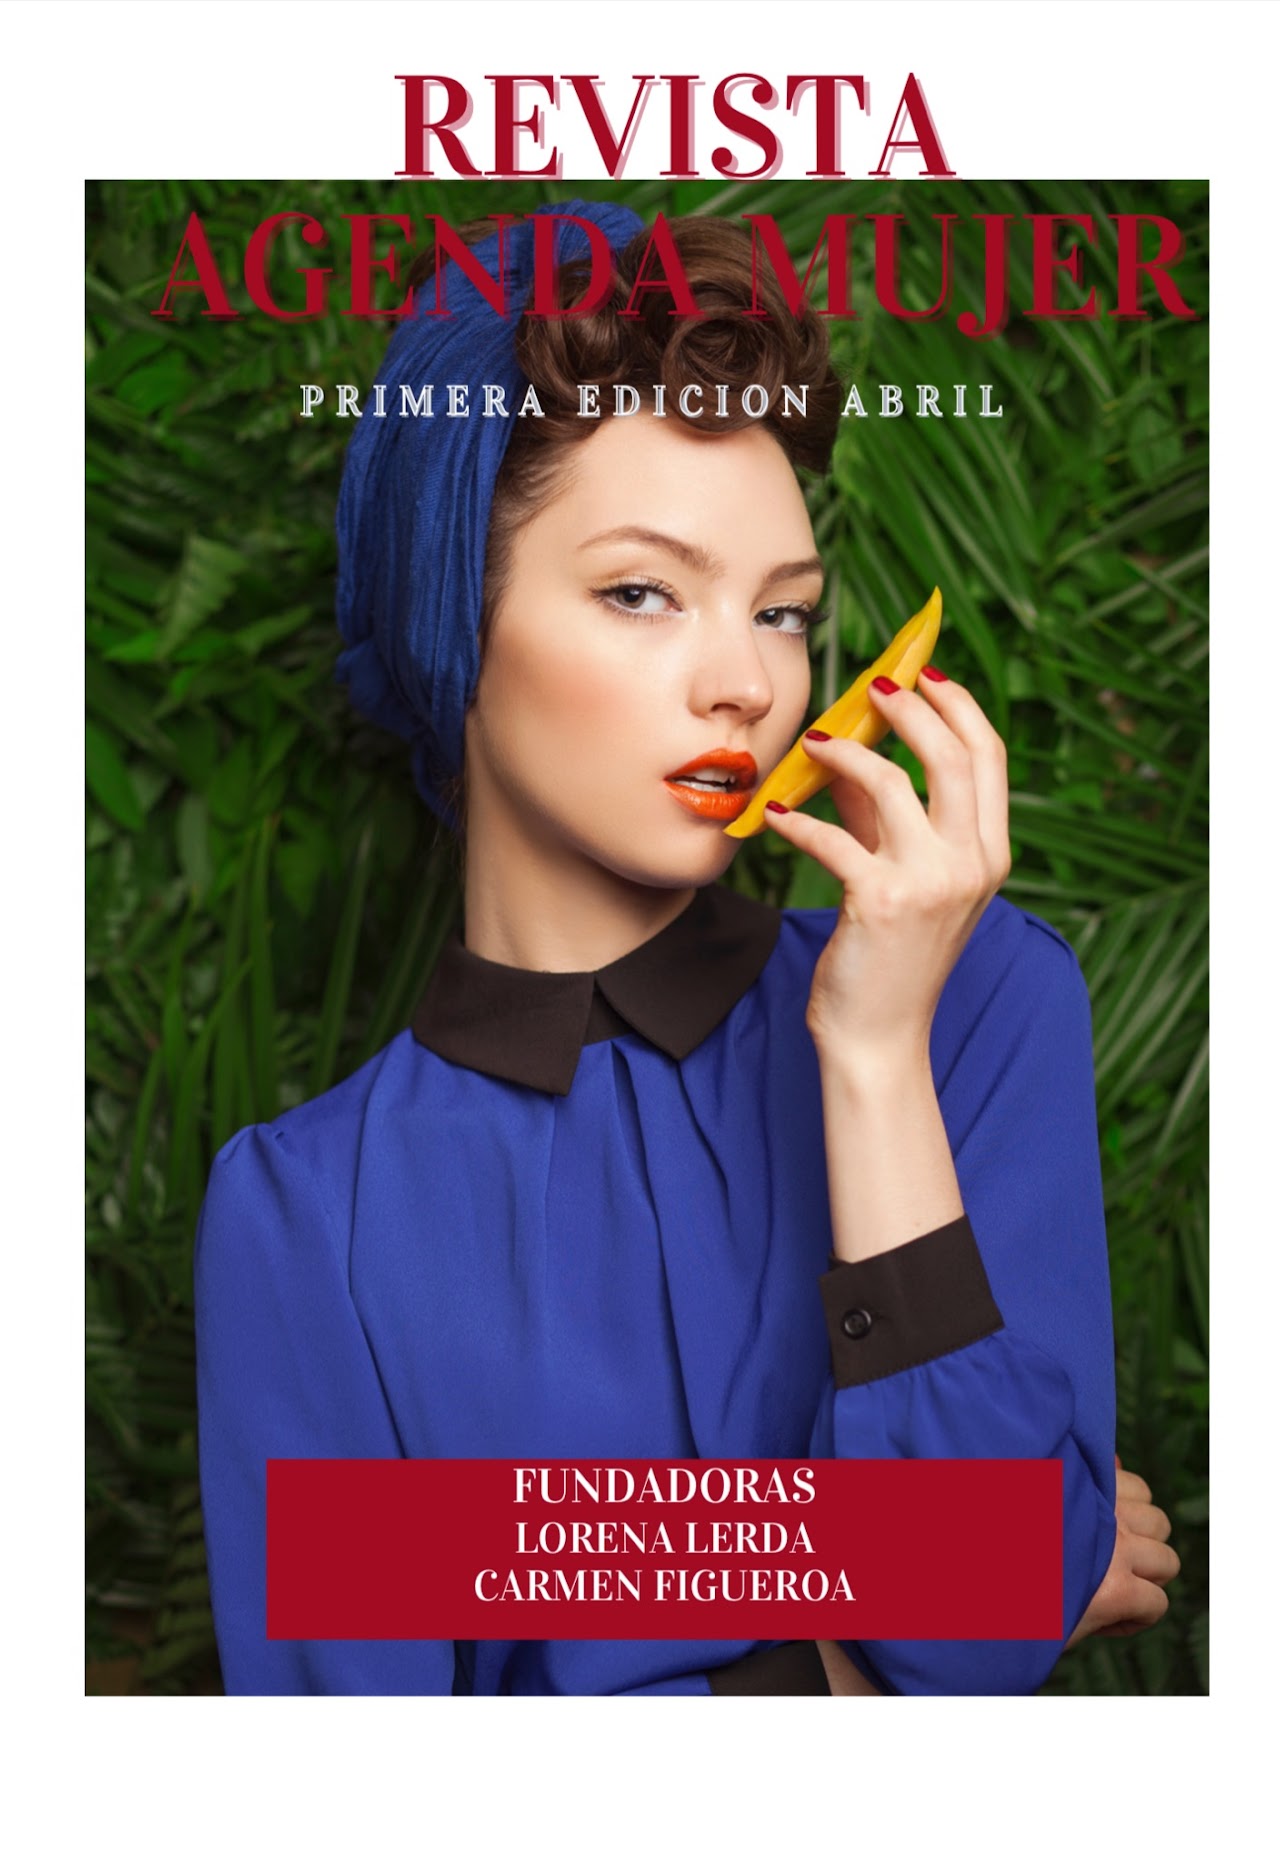 REVISTA
AGENDA MUJER
PRIMERA EDICION ABRIL
FUNDADORAS
LORENA LERDA
CARMEN FIGUEROA